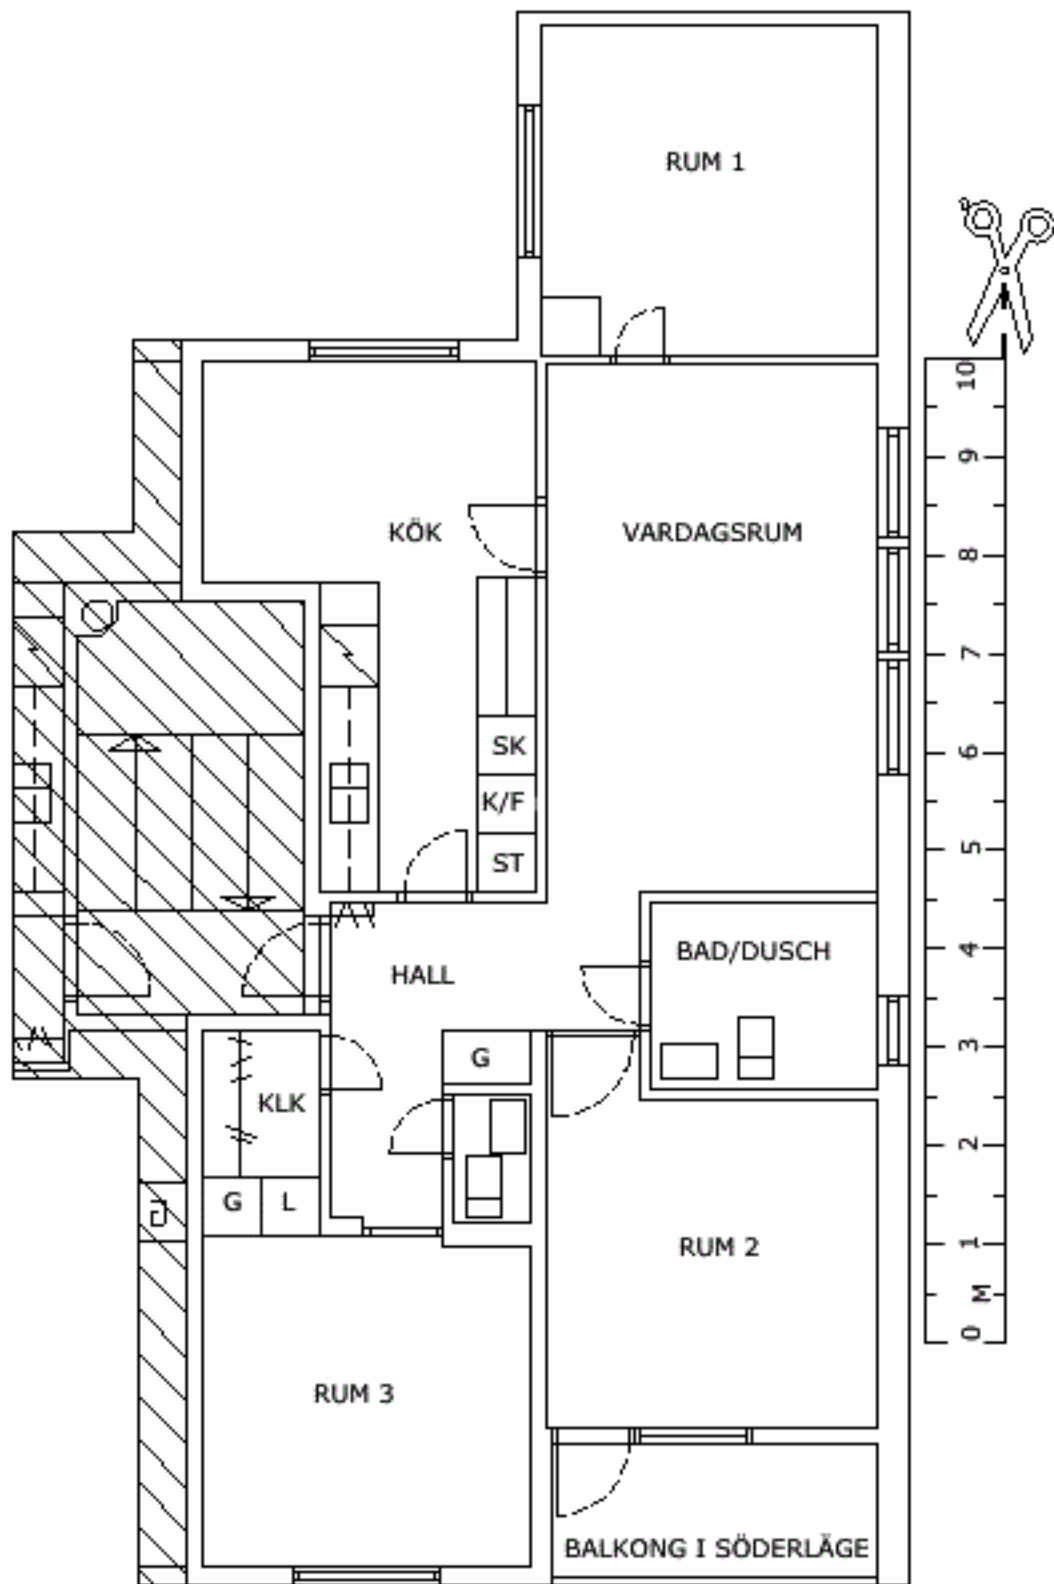 RUM 1
KÖK
VARDAGSRUM
SK
K/F
ST
HALL
BAD/DUSCH
G
KLK
G L
RUM 2
RUM 3
BALKONG I SÖDERLÄGE
0 M 1 2 3 4 5 6 7 8 9 10